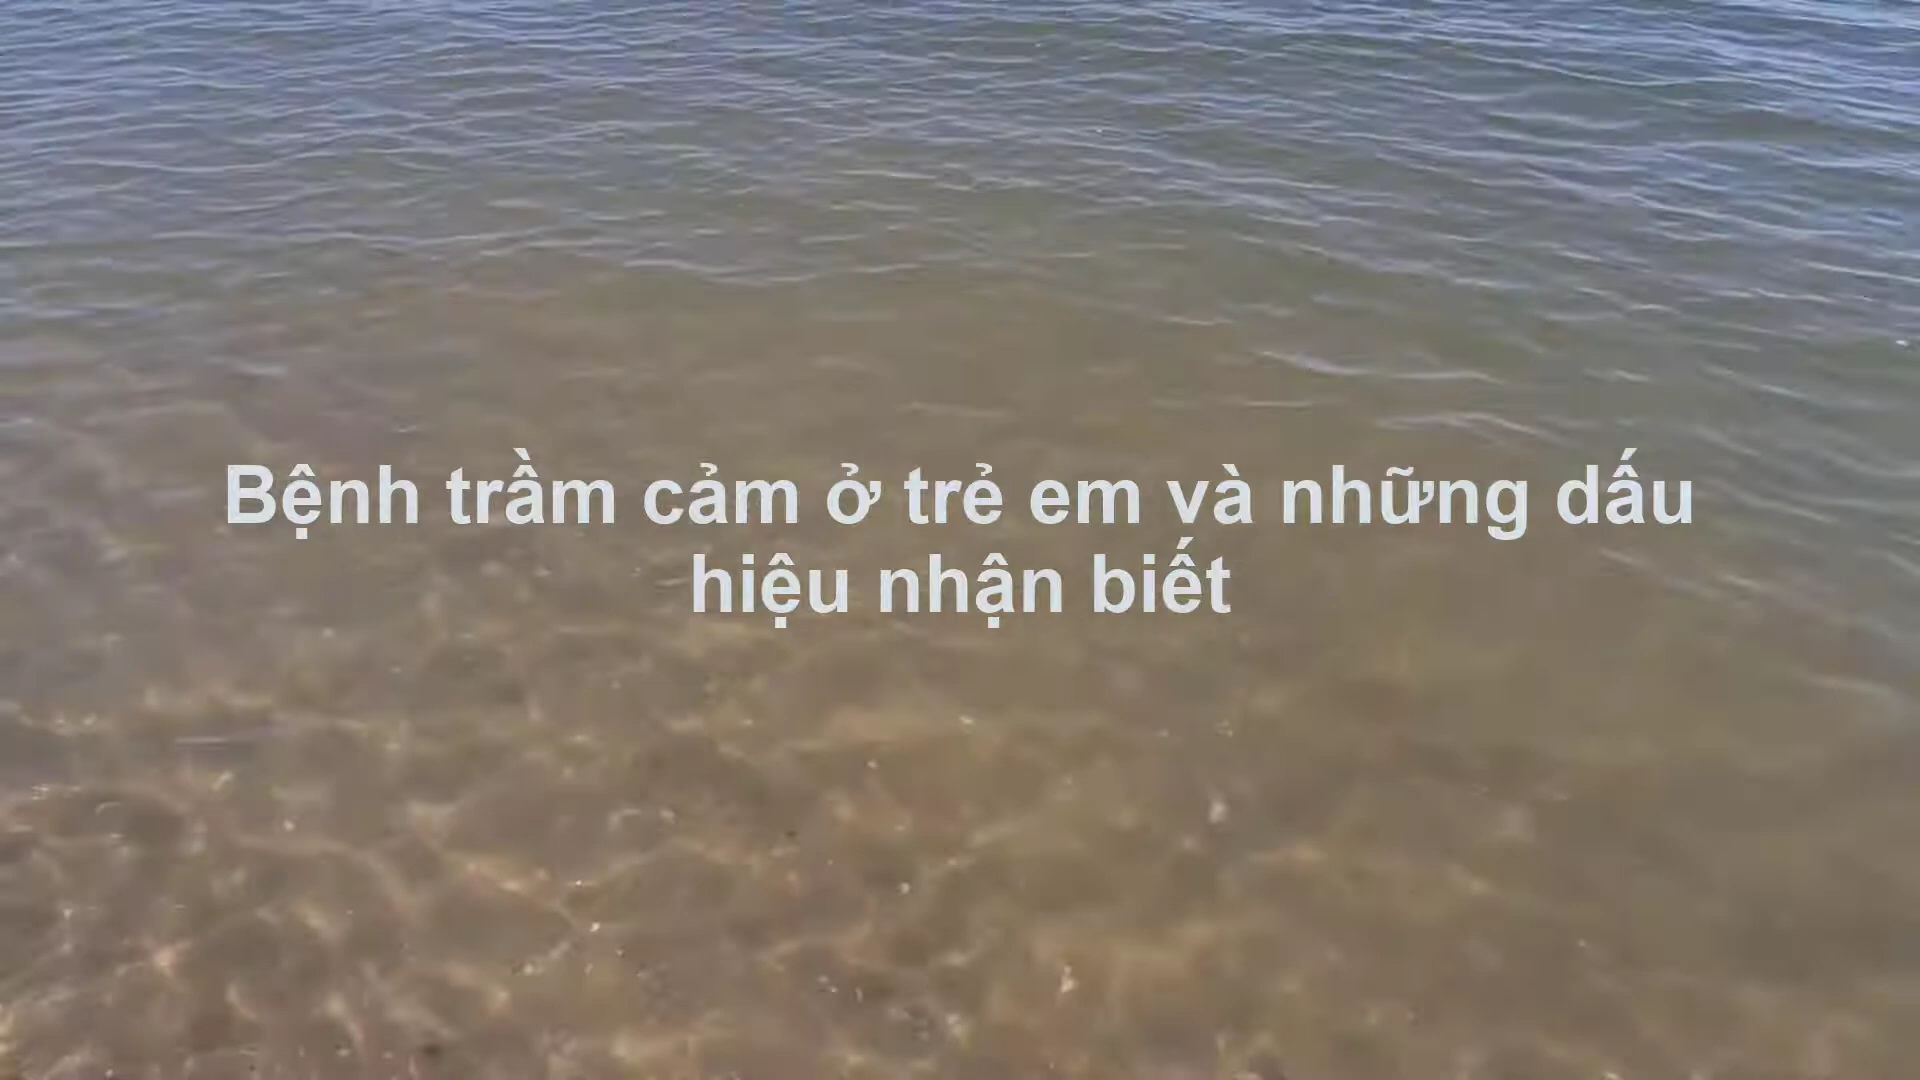 Bệnh trầm cảm ở trẻ em và những dấu
hiệu nhận biết